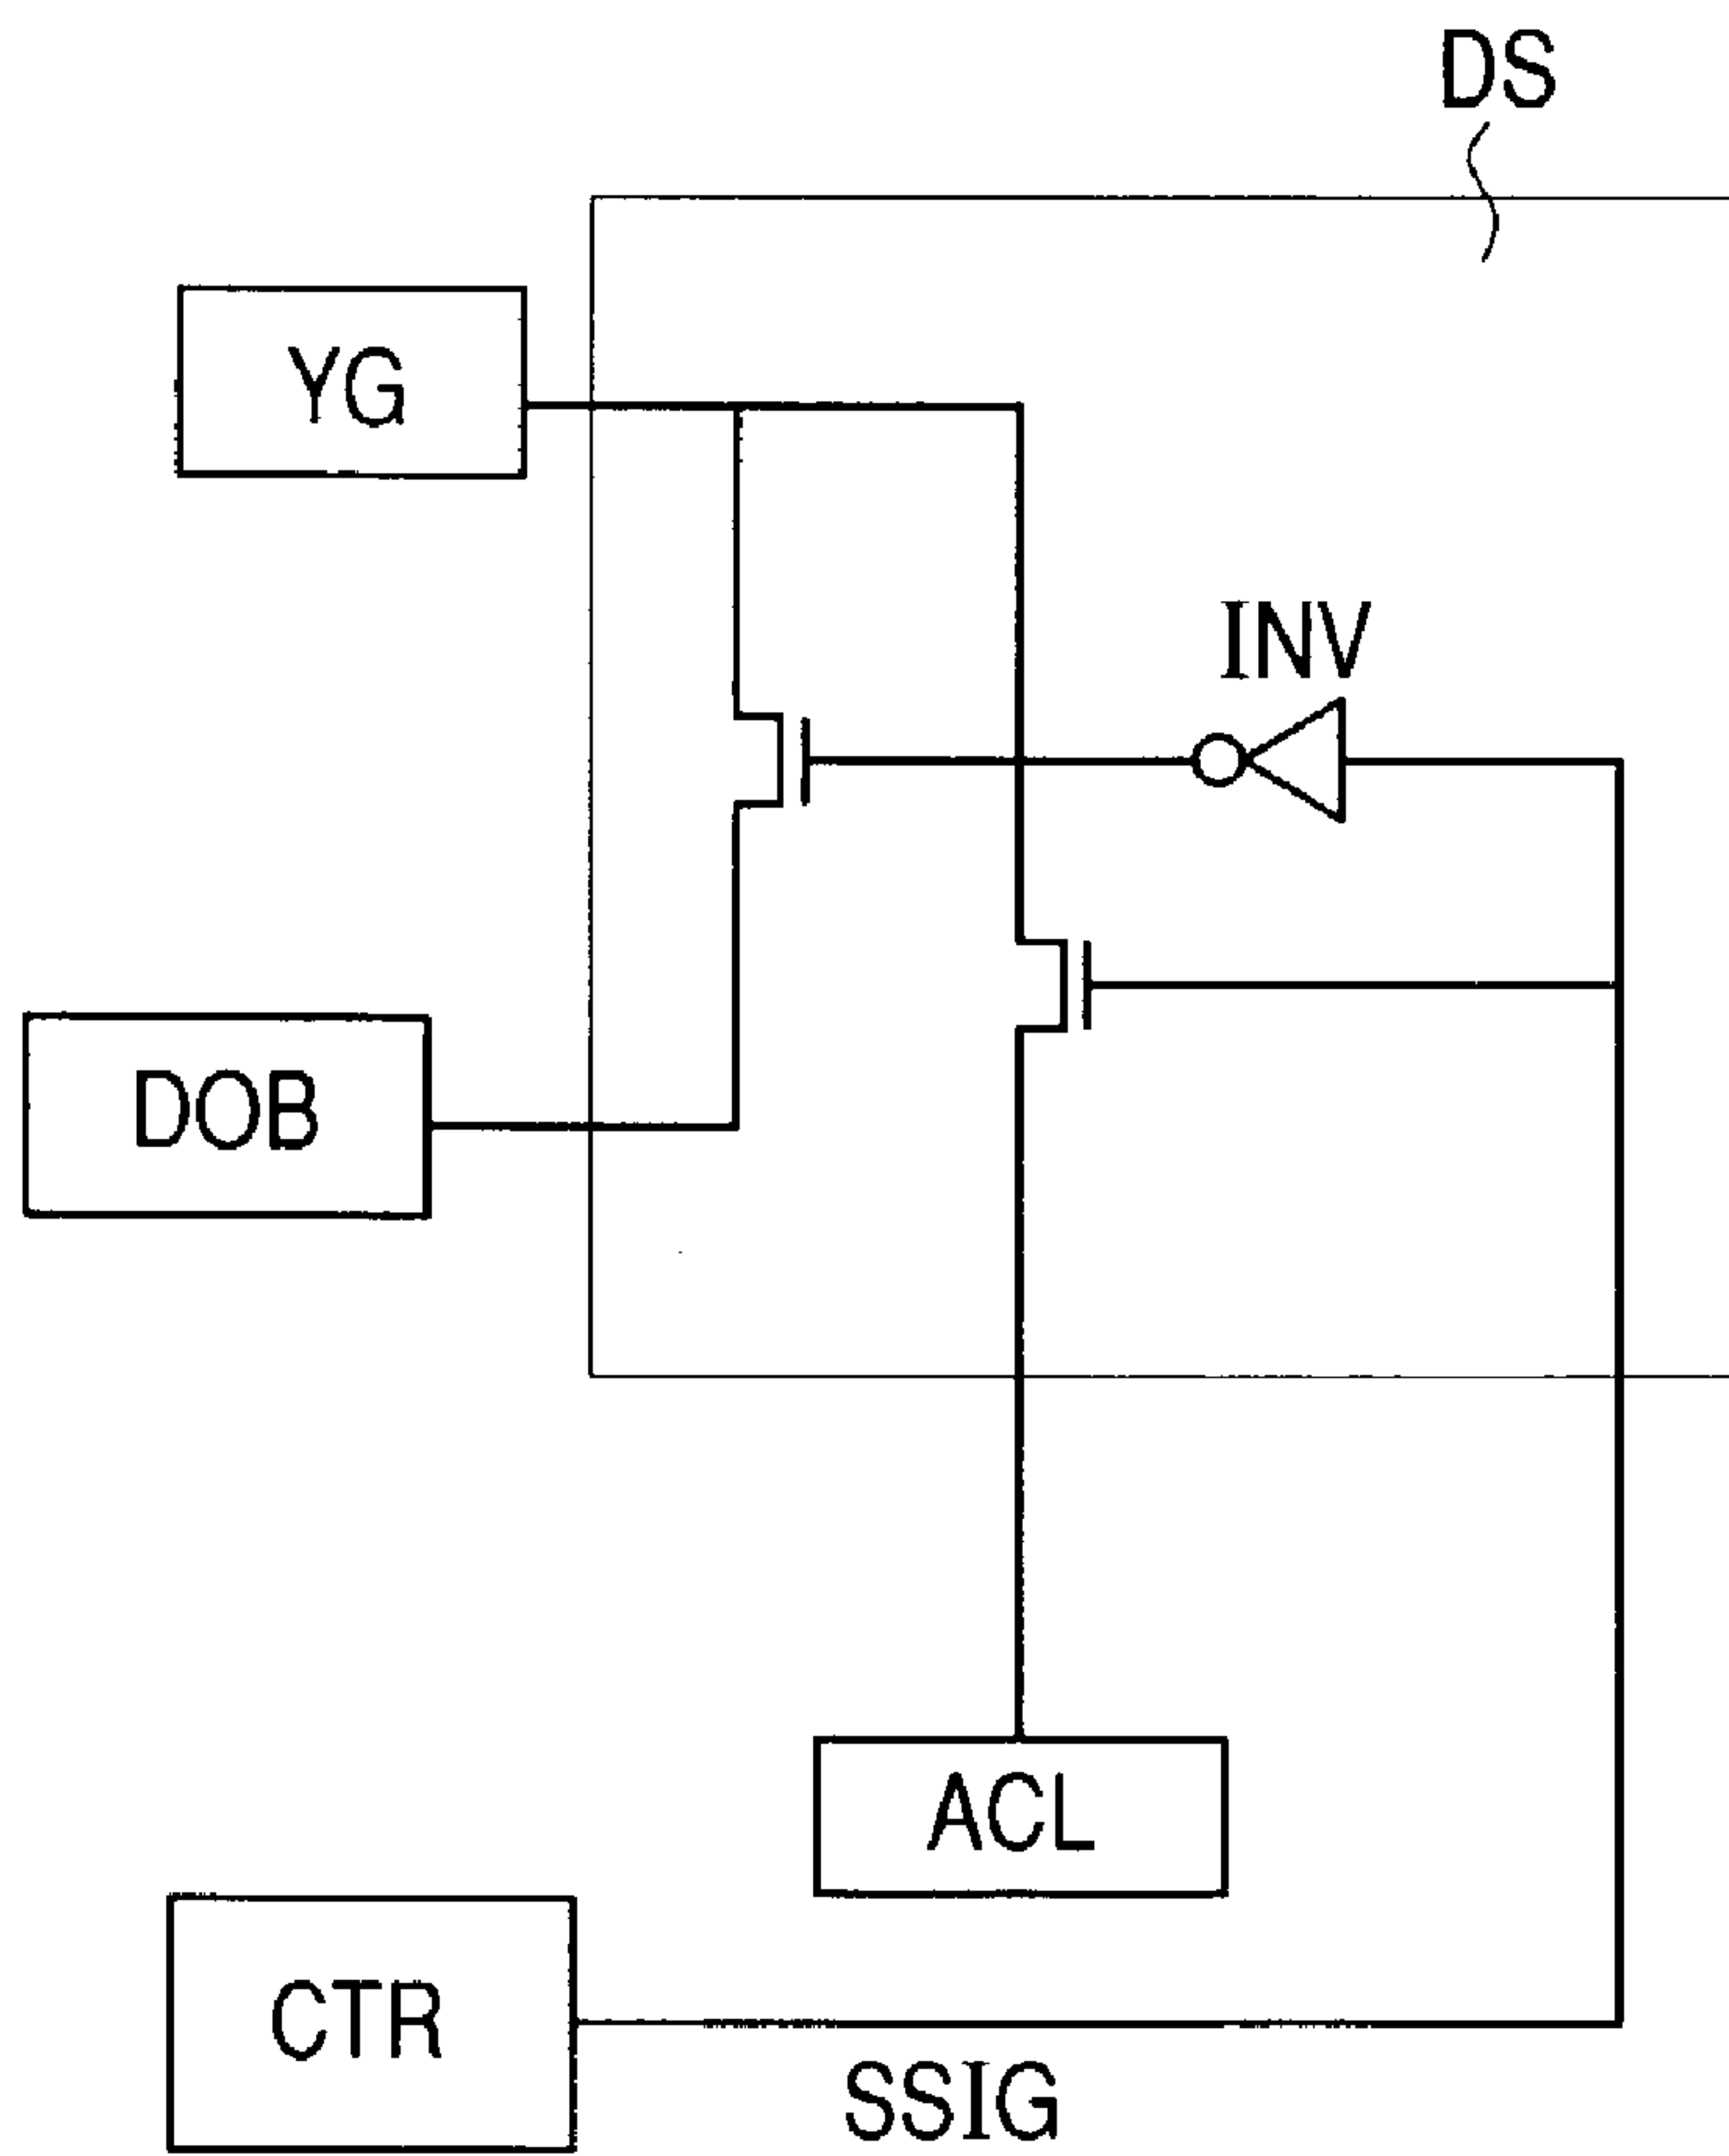 DS
YG
INV
DOB
ACL
CTR
SSIG